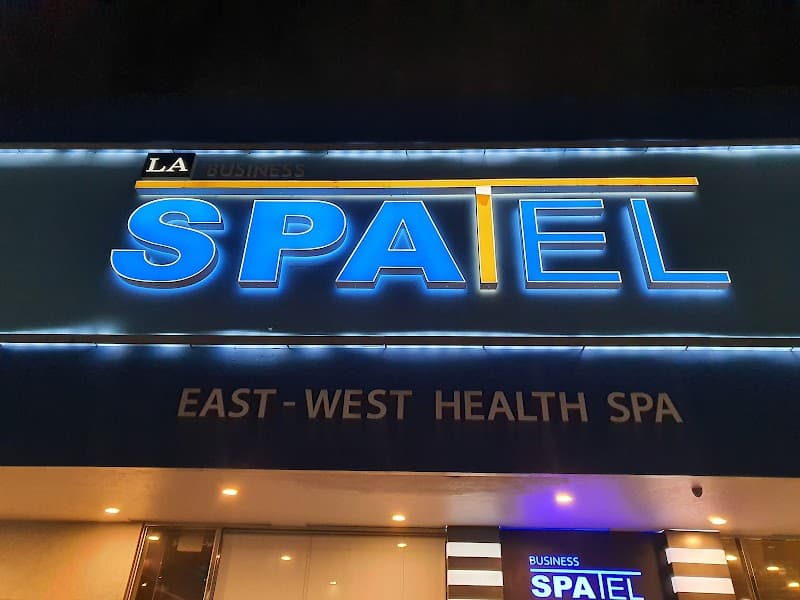 LA BUSINESS
SPATEL
EAST-WEST HEALTH SPA
BUSINESS
SPATEL